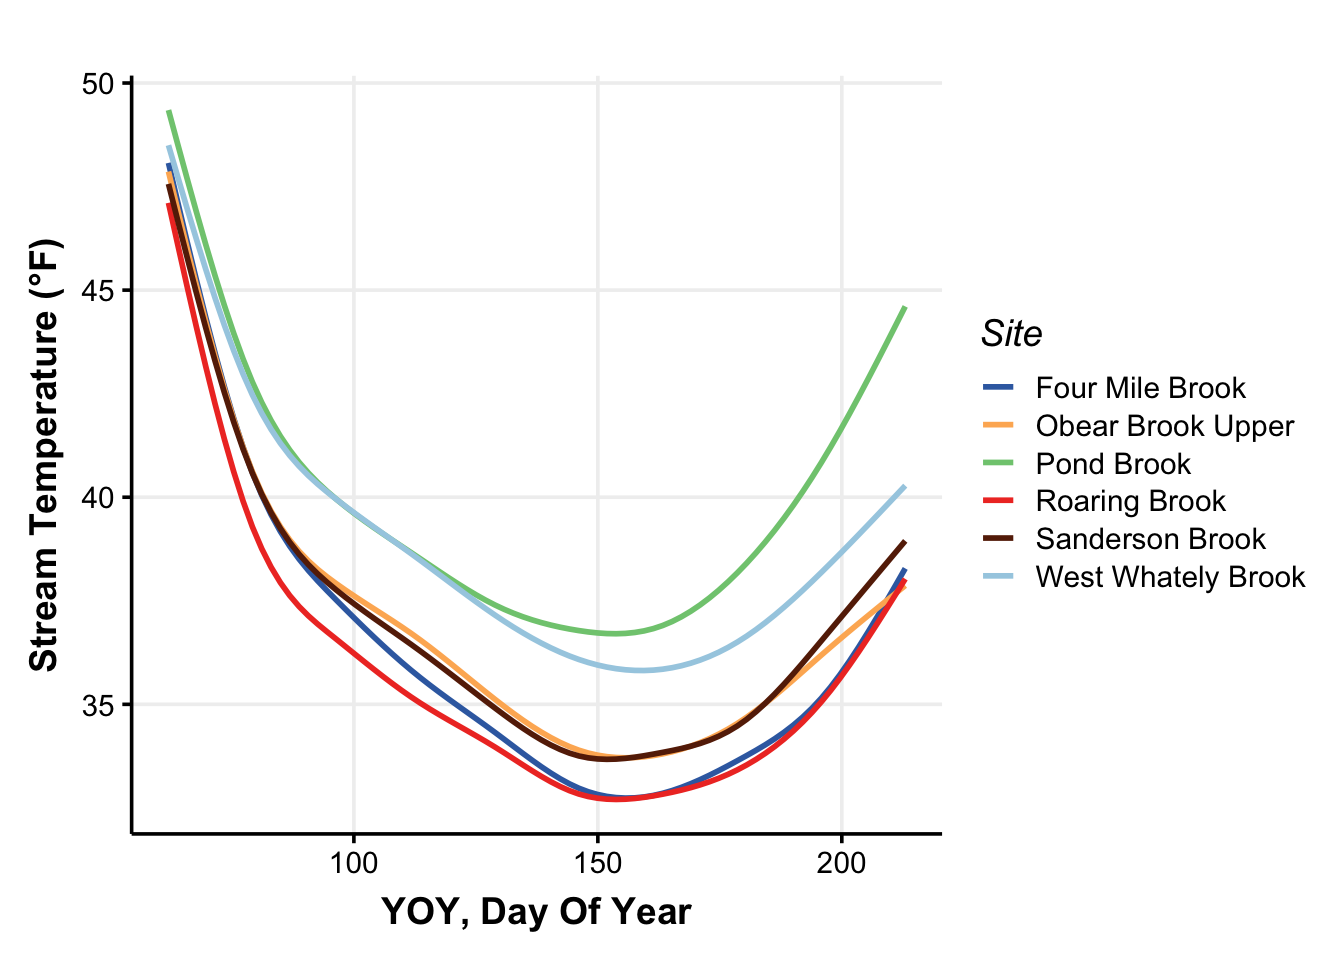 50
45
40
35
Stream Temperature (°F)
100
150
200
YOY, Day Of Year
Site
Four Mile Brook
Obear Brook Upper
Pond Brook
Roaring Brook
Sanderson Brook
West Whately Brook